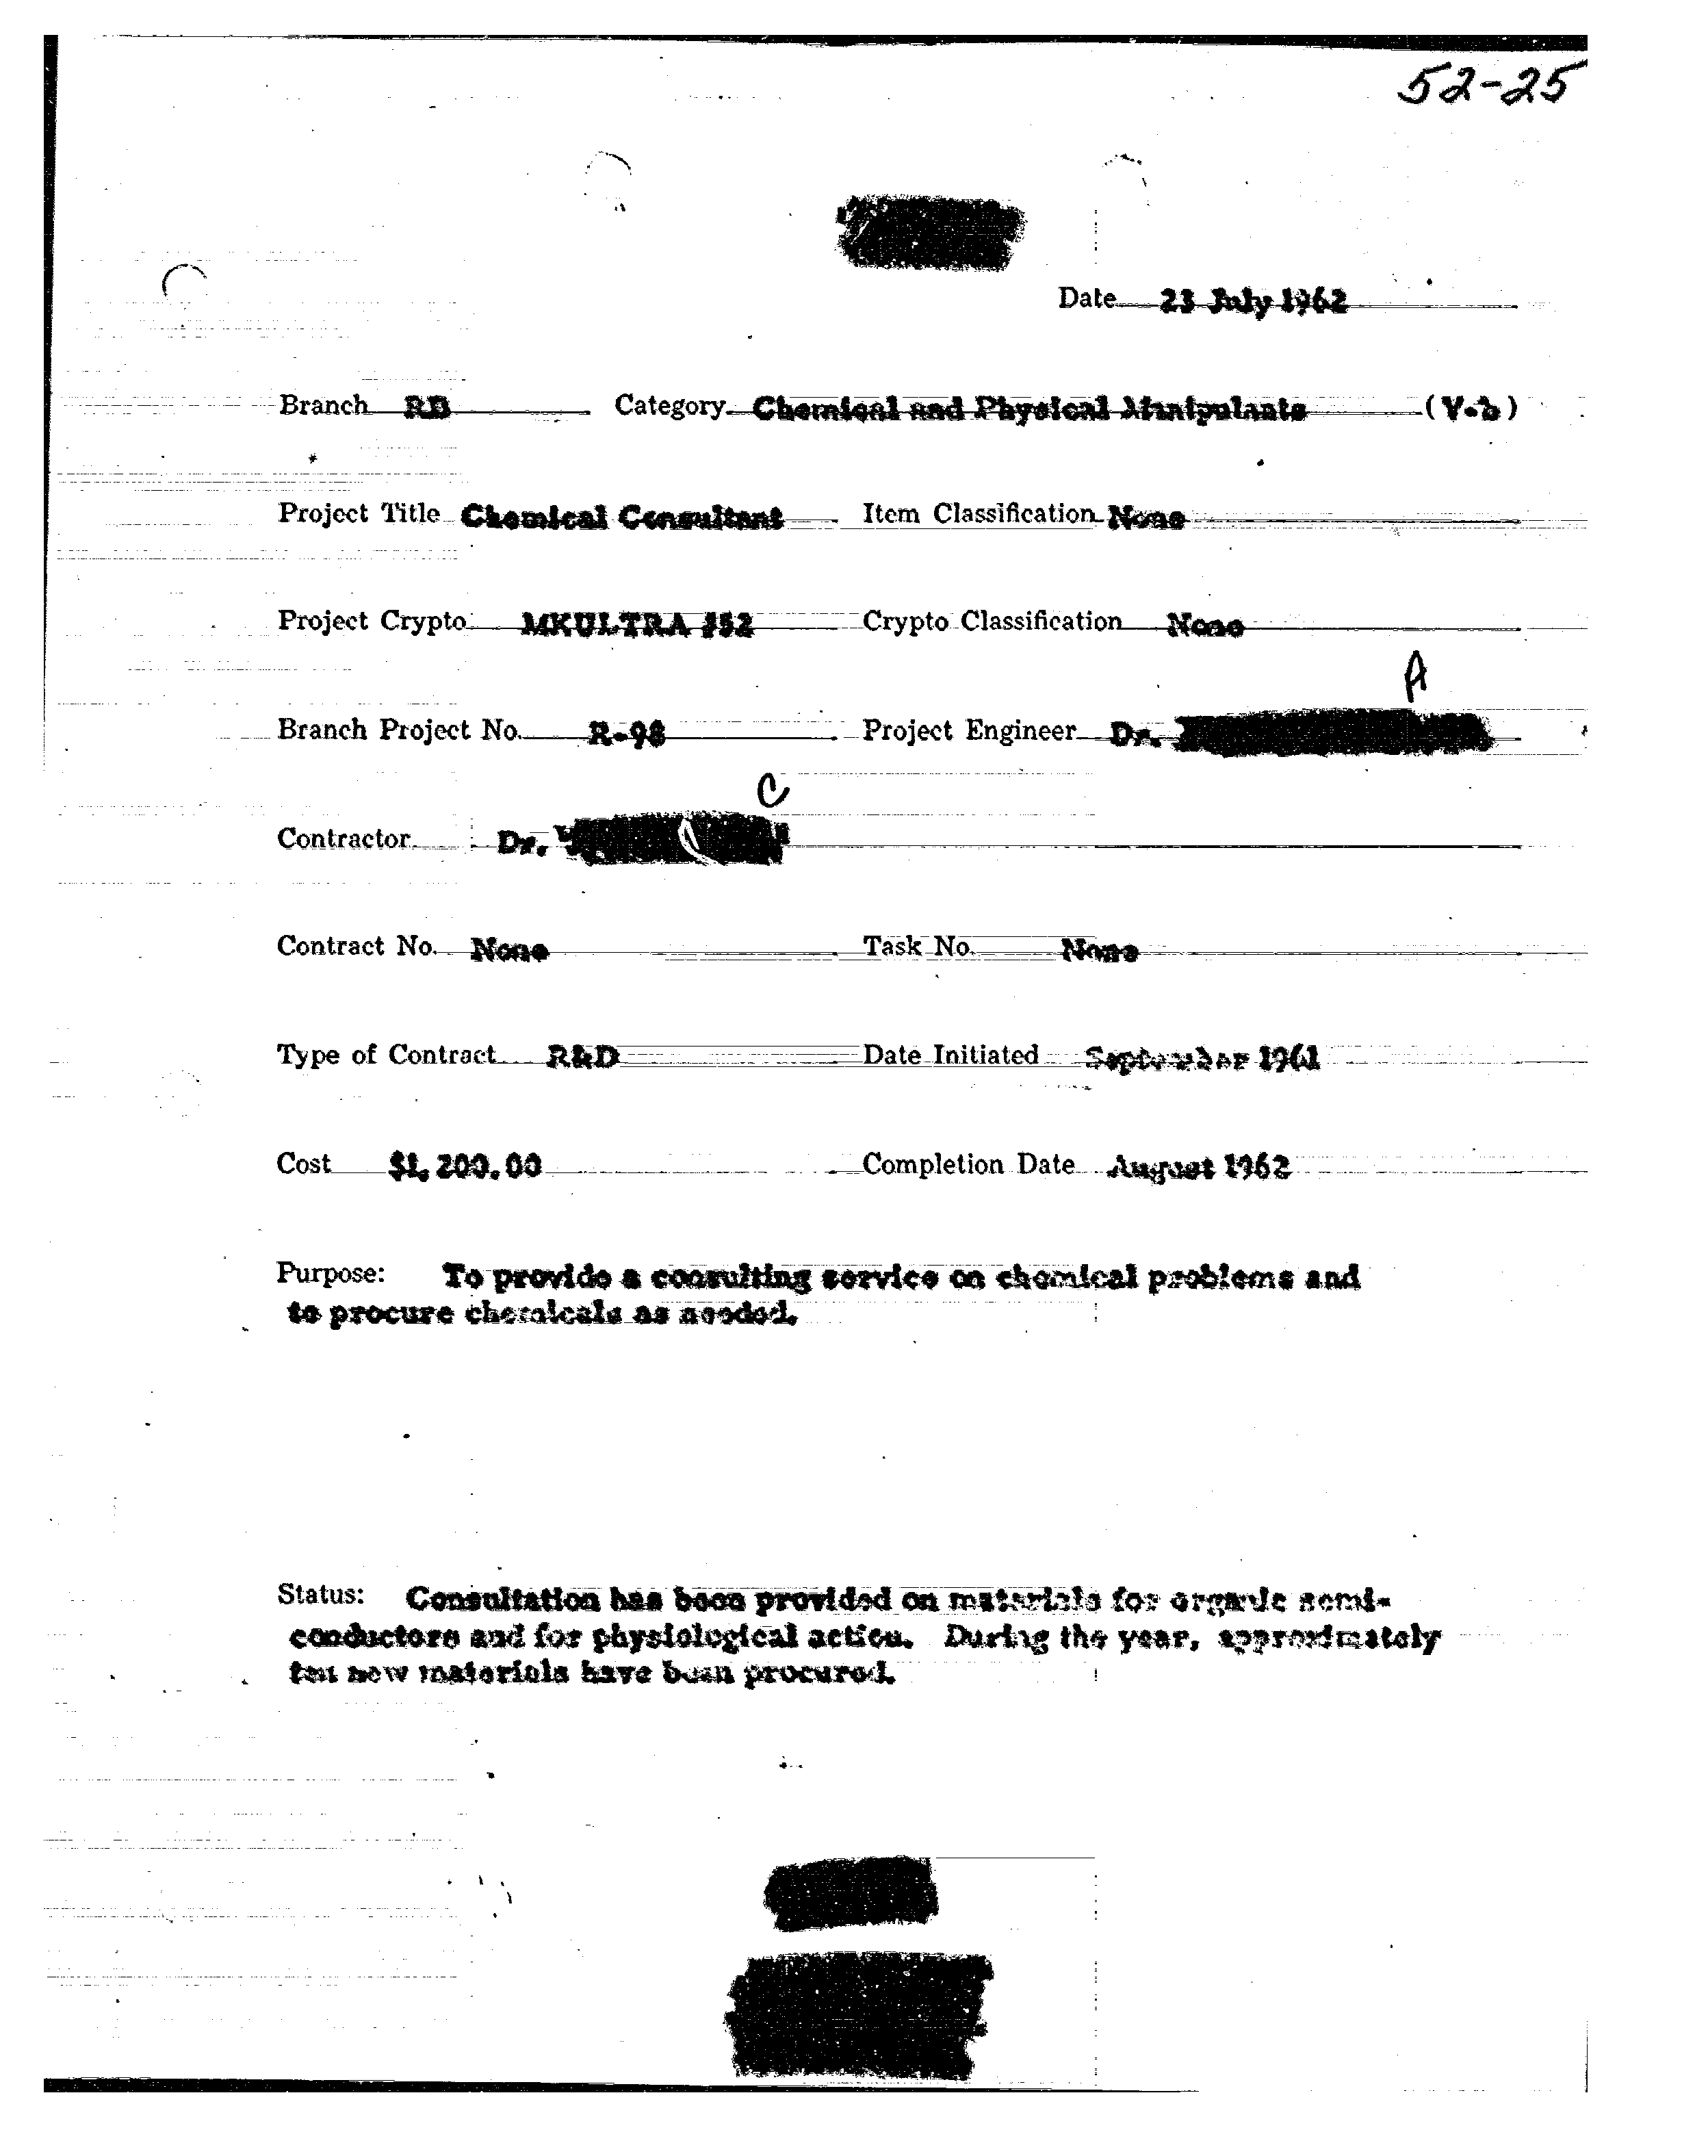 52-25
Date 23 July 1962
Branch RB Category Chemical and Physical Manipulants (V-b)
Project Title Chemical Consultant Item Classification None
Project Crypto MKULTRA #52 Crypto Classification None
A
Branch Project No. R-98 Project Engineer Dr.
C
Contractor Dr.
Contract No. None Task No. None
Type of Contract R&D Date Initiated September 1961
Cost $1,200.00 Completion Date August 1962
Purpose: To provide a consulting service on chemical problems and
to procure chemicals as needed.
Status: Consultation has been provided on materials for organic semi-
conductors and for physiological action. During the year, approximately
ten new materials have been procured.